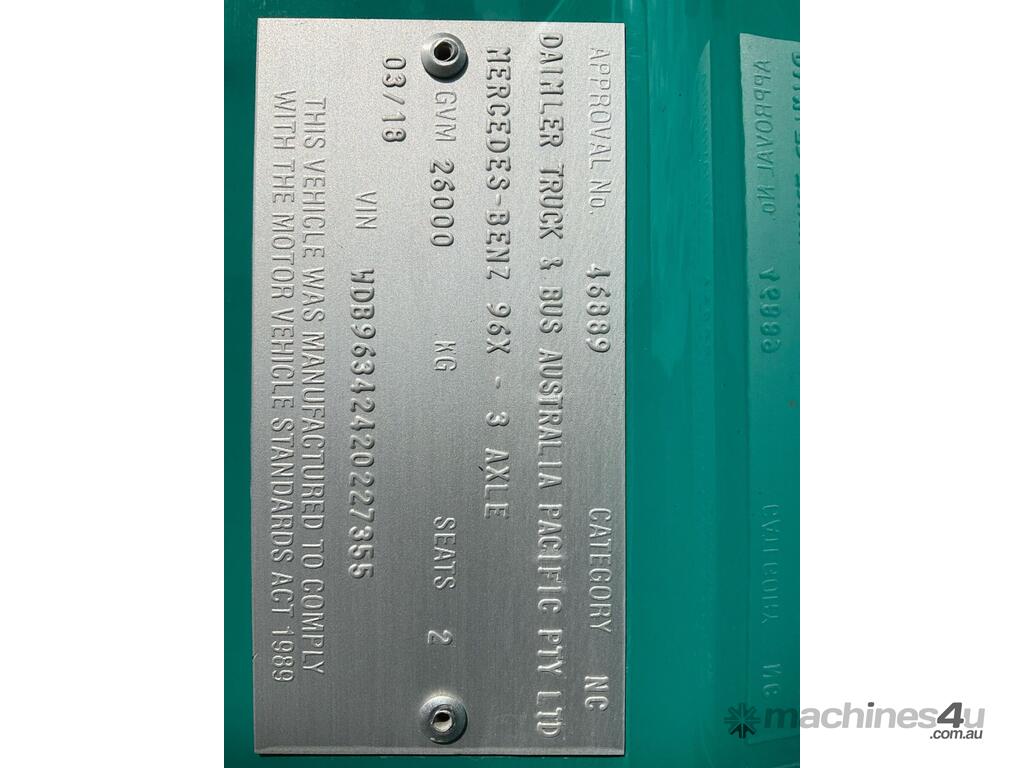 APPROVAL No. 46889 CATEGORY NC
DAIMLER TRUCK & BUS AUSTRALIA PACIFIC PTY LTD
MERCEDES-BENZ 96X - 3 AXLE
GVM 26000 KG SEATS 2
03/18
VIN WDB9634242O227355
THIS VEHICLE WAS MANUFACTURED TO COMPLY
WITH THE MOTOR VEHICLE STANDARDS ACT 1989
machines4u
.com.au